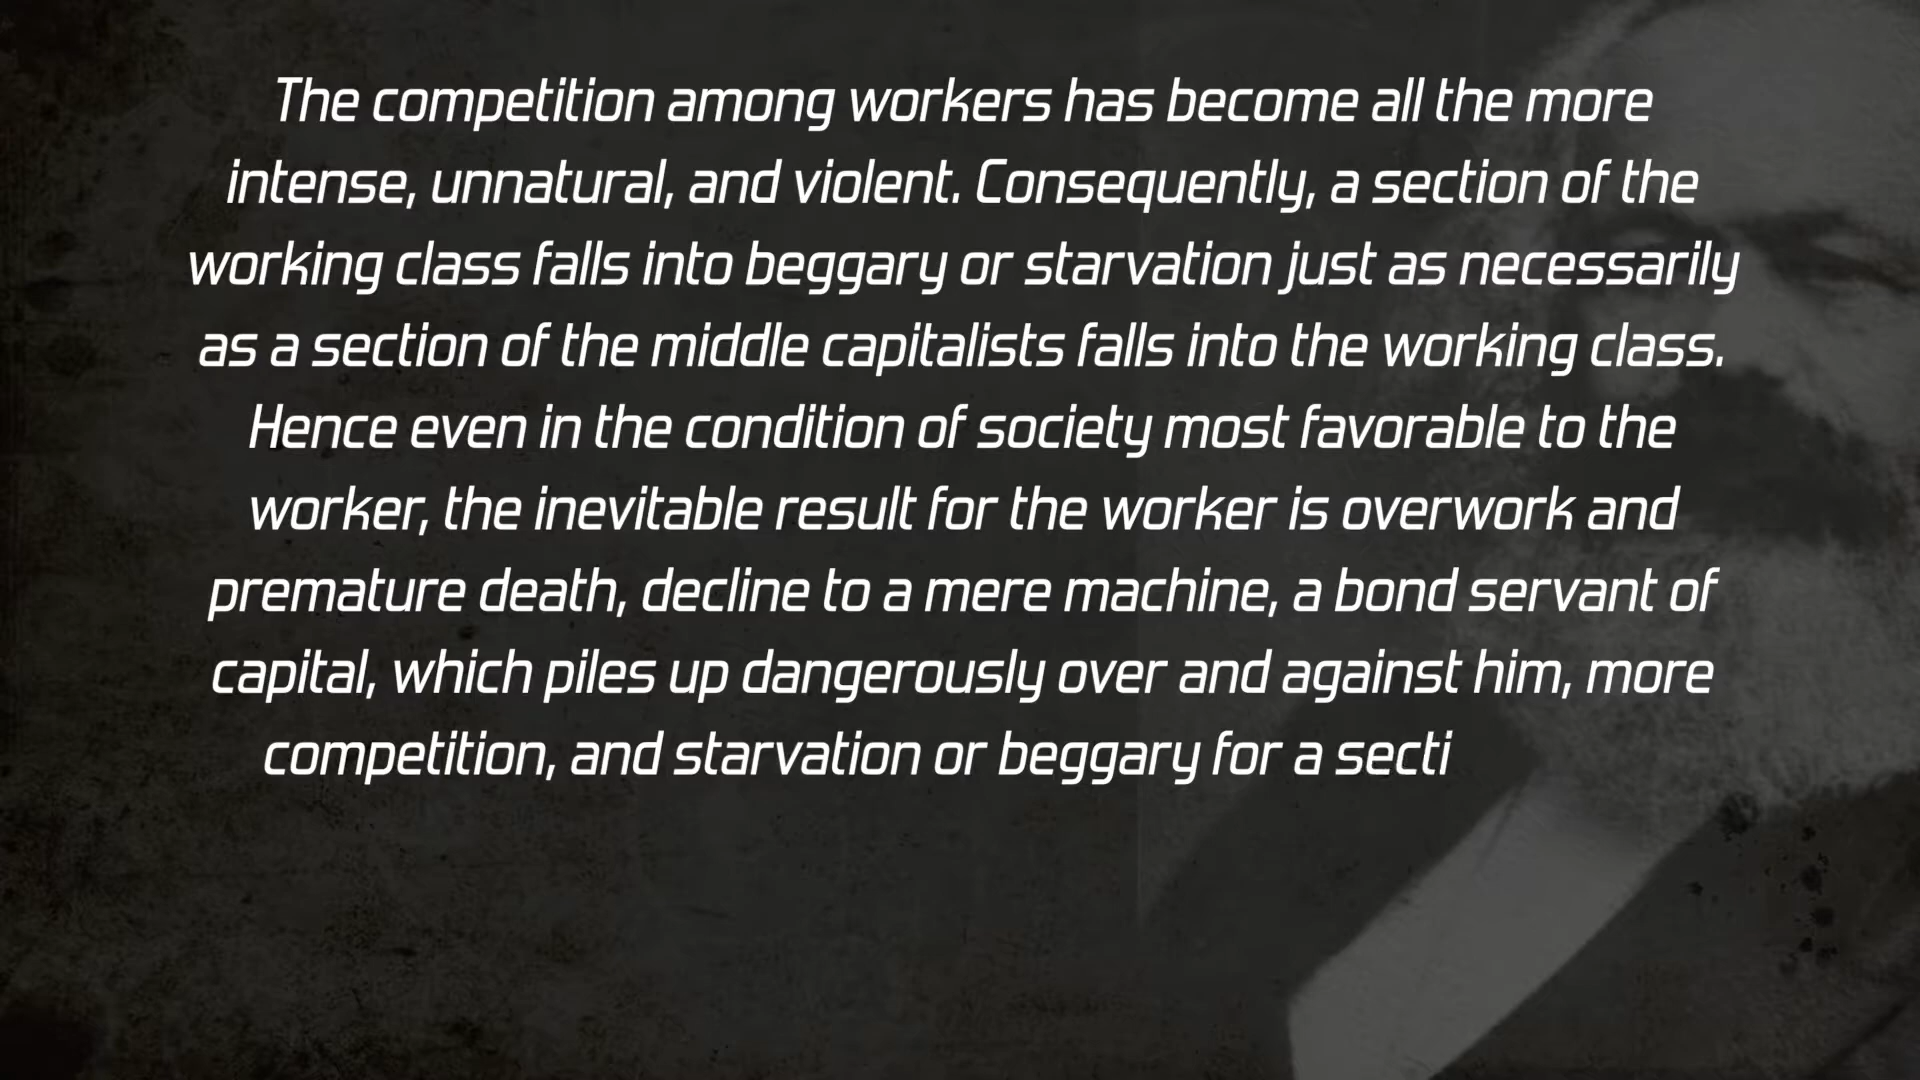 The competition among workers has become all the more
intense, unnatural, and violent. Consequently, a section of the
working class falls into beggary or starvation just as necessarily
as a section of the middle capitalists falls into the working class.
Hence even in the condition of society most favorable to the
worker, the inevitable result for the worker is overwork and
premature death, decline to a mere machine, a bond servant of
capital, which piles up dangerously over and against him, more
competition, and starvation or beggary for a secti